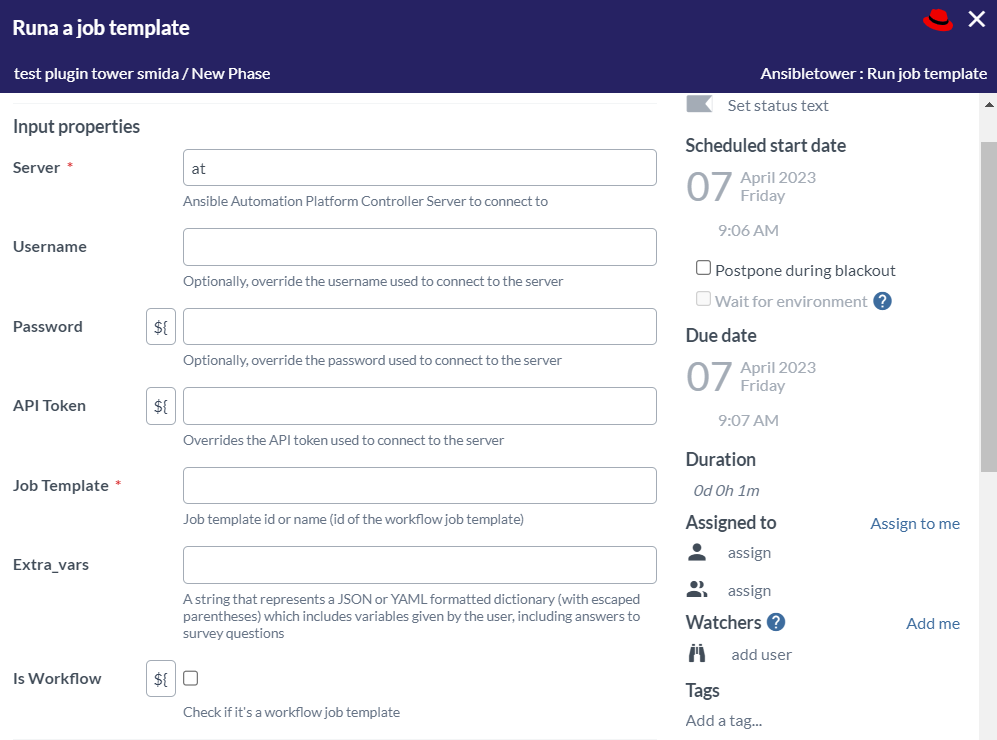 Runa a job template
test plugin tower smida / New Phase
Ansibletower : Run job template
Input properties
Server *
at
Ansible Automation Platform Controller Server to connect to
Username
Optionally, override the username used to connect to the server
Password
${
Optionally, override the password used to connect to the server
API Token
${
Overrides the API token used to connect to the server
Job Template *
Job template id or name (id of the workflow job template)
Extra_vars
A string that represents a JSON or YAML formatted dictionary (with escaped
parentheses) which includes variables given by the user, including answers to
survey questions
Is Workflow
${
Check if it's a workflow job template
Set status text
Scheduled start date
07
April 2023
Friday
9:06 AM
Postpone during blackout
Wait for environment ?
Due date
07
April 2023
Friday
9:07 AM
Duration
0d 0h 1m
Assigned to
Assign to me
assign
assign
Watchers ?
Add me
add user
Tags
Add a tag...